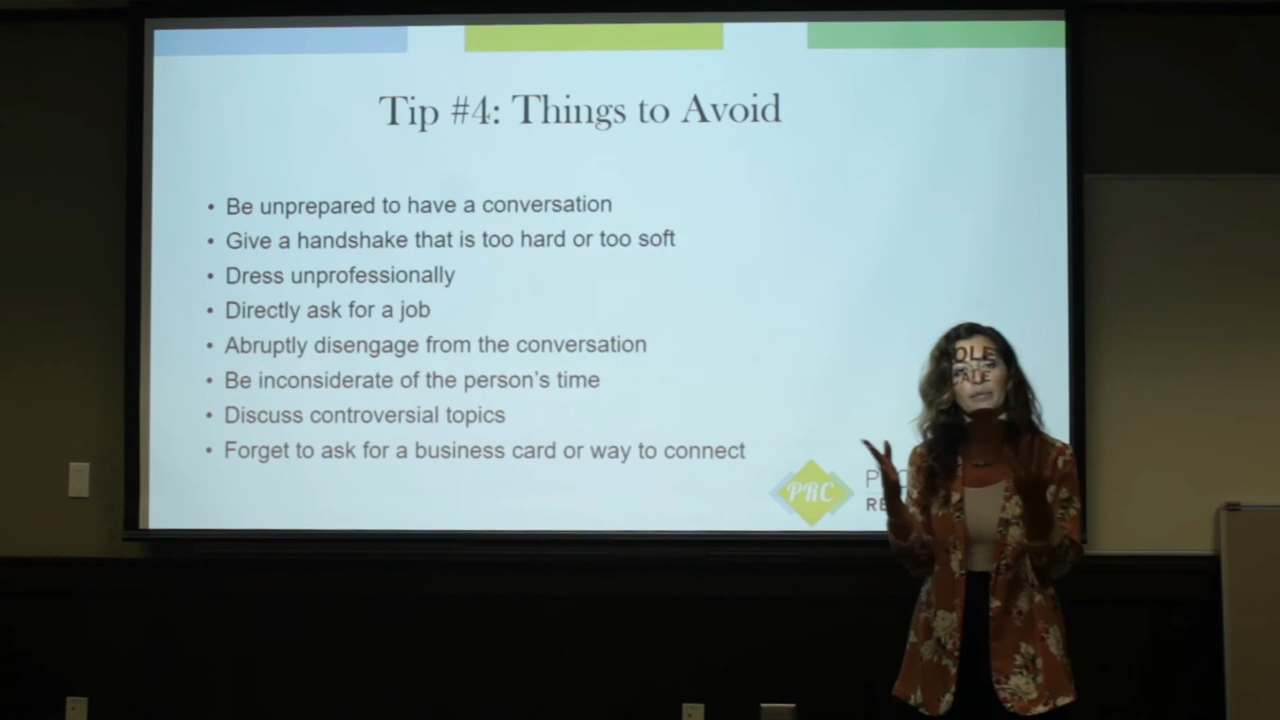 Tip #4: Things to Avoid
• Be unprepared to have a conversation
• Give a handshake that is too hard or too soft
• Dress unprofessionally
• Directly ask for a job
• Abruptly disengage from the conversation
• Be inconsiderate of the person's time
• Discuss controversial topics
• Forget to ask for a business card or way to connect
PRC